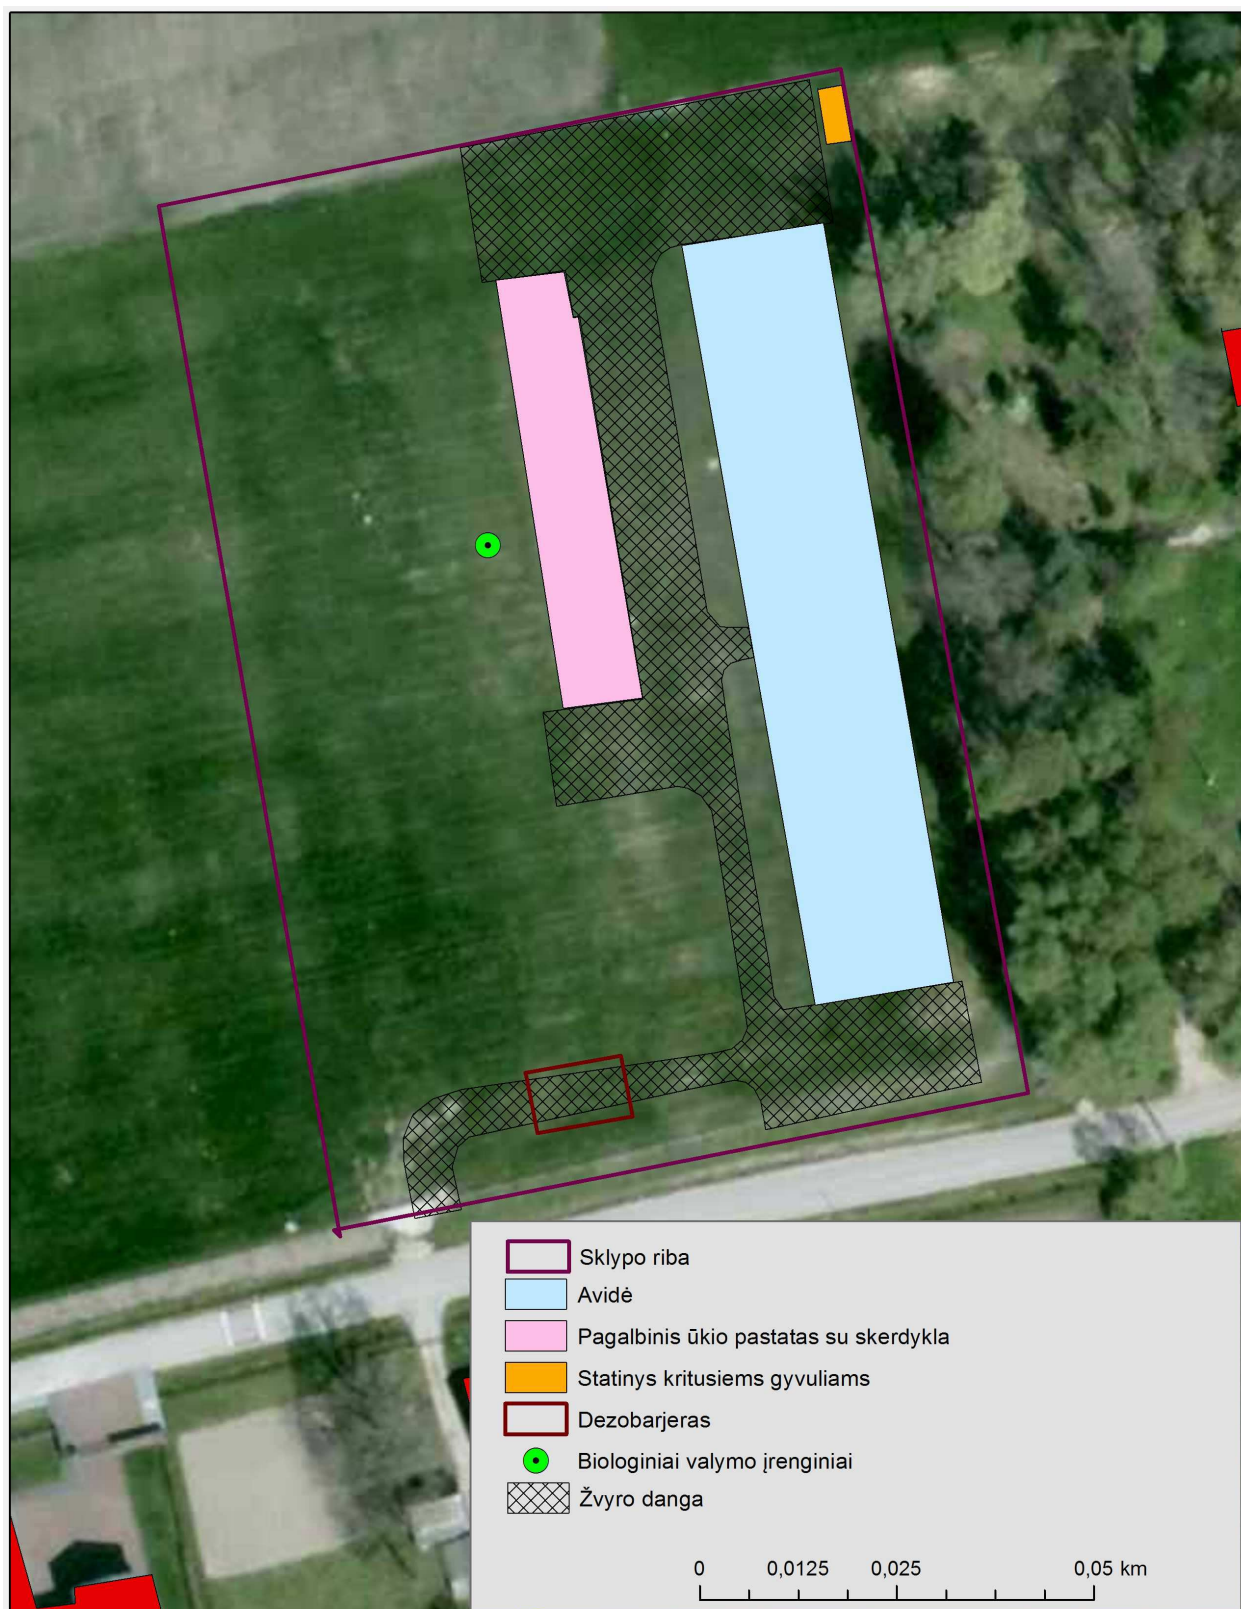 Sklypo riba
Avidė
Pagalbinis ūkio pastatas su skerdykla
Statinys kritusiems gyvuliams
Dezobarjeras
Biologiniai valymo įrenginiai
Žvyro danga
0 0,0125 0,025 0,05 km